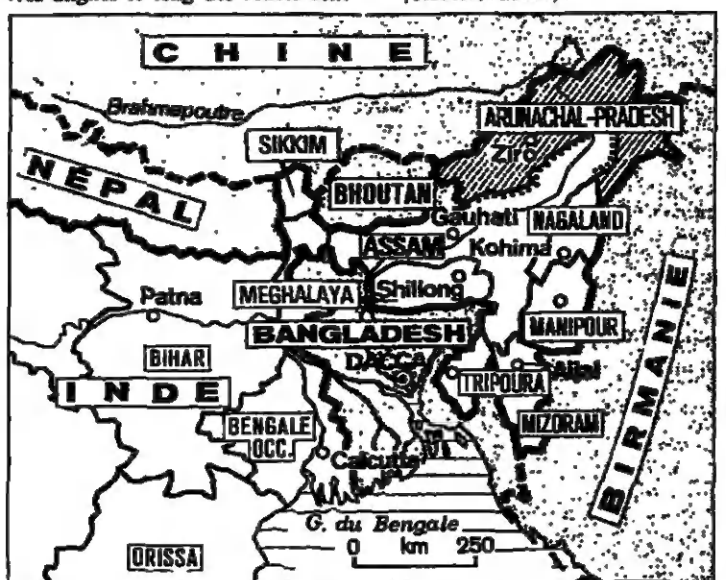 CHINE
Brahmapoutre
ARUNACHAL-PRADESH
SIKKIM
Ziro
NÉPAL
BHOUTAN
Gauhati
NAGALAND
ASSAM
Kohima
MEGHALAYA
Shillong
Patna
BANGLADESH
MANIPOUR
BIRMANIE
BIHAR
DACCA
INDE
TRIPOURA
BENGALE
OCC.
MIZORAM
Calcutta
G. du Bengale
0 km 250
ORISSA